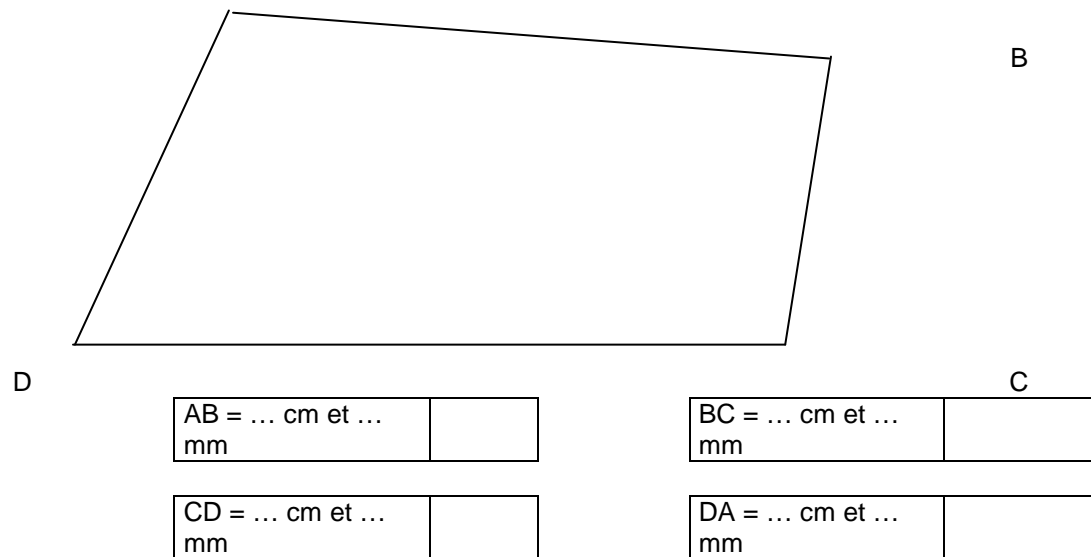 B
D
C
AB = … cm et …
mm
BC = … cm et …
mm
CD = … cm et …
mm
DA = … cm et …
mm